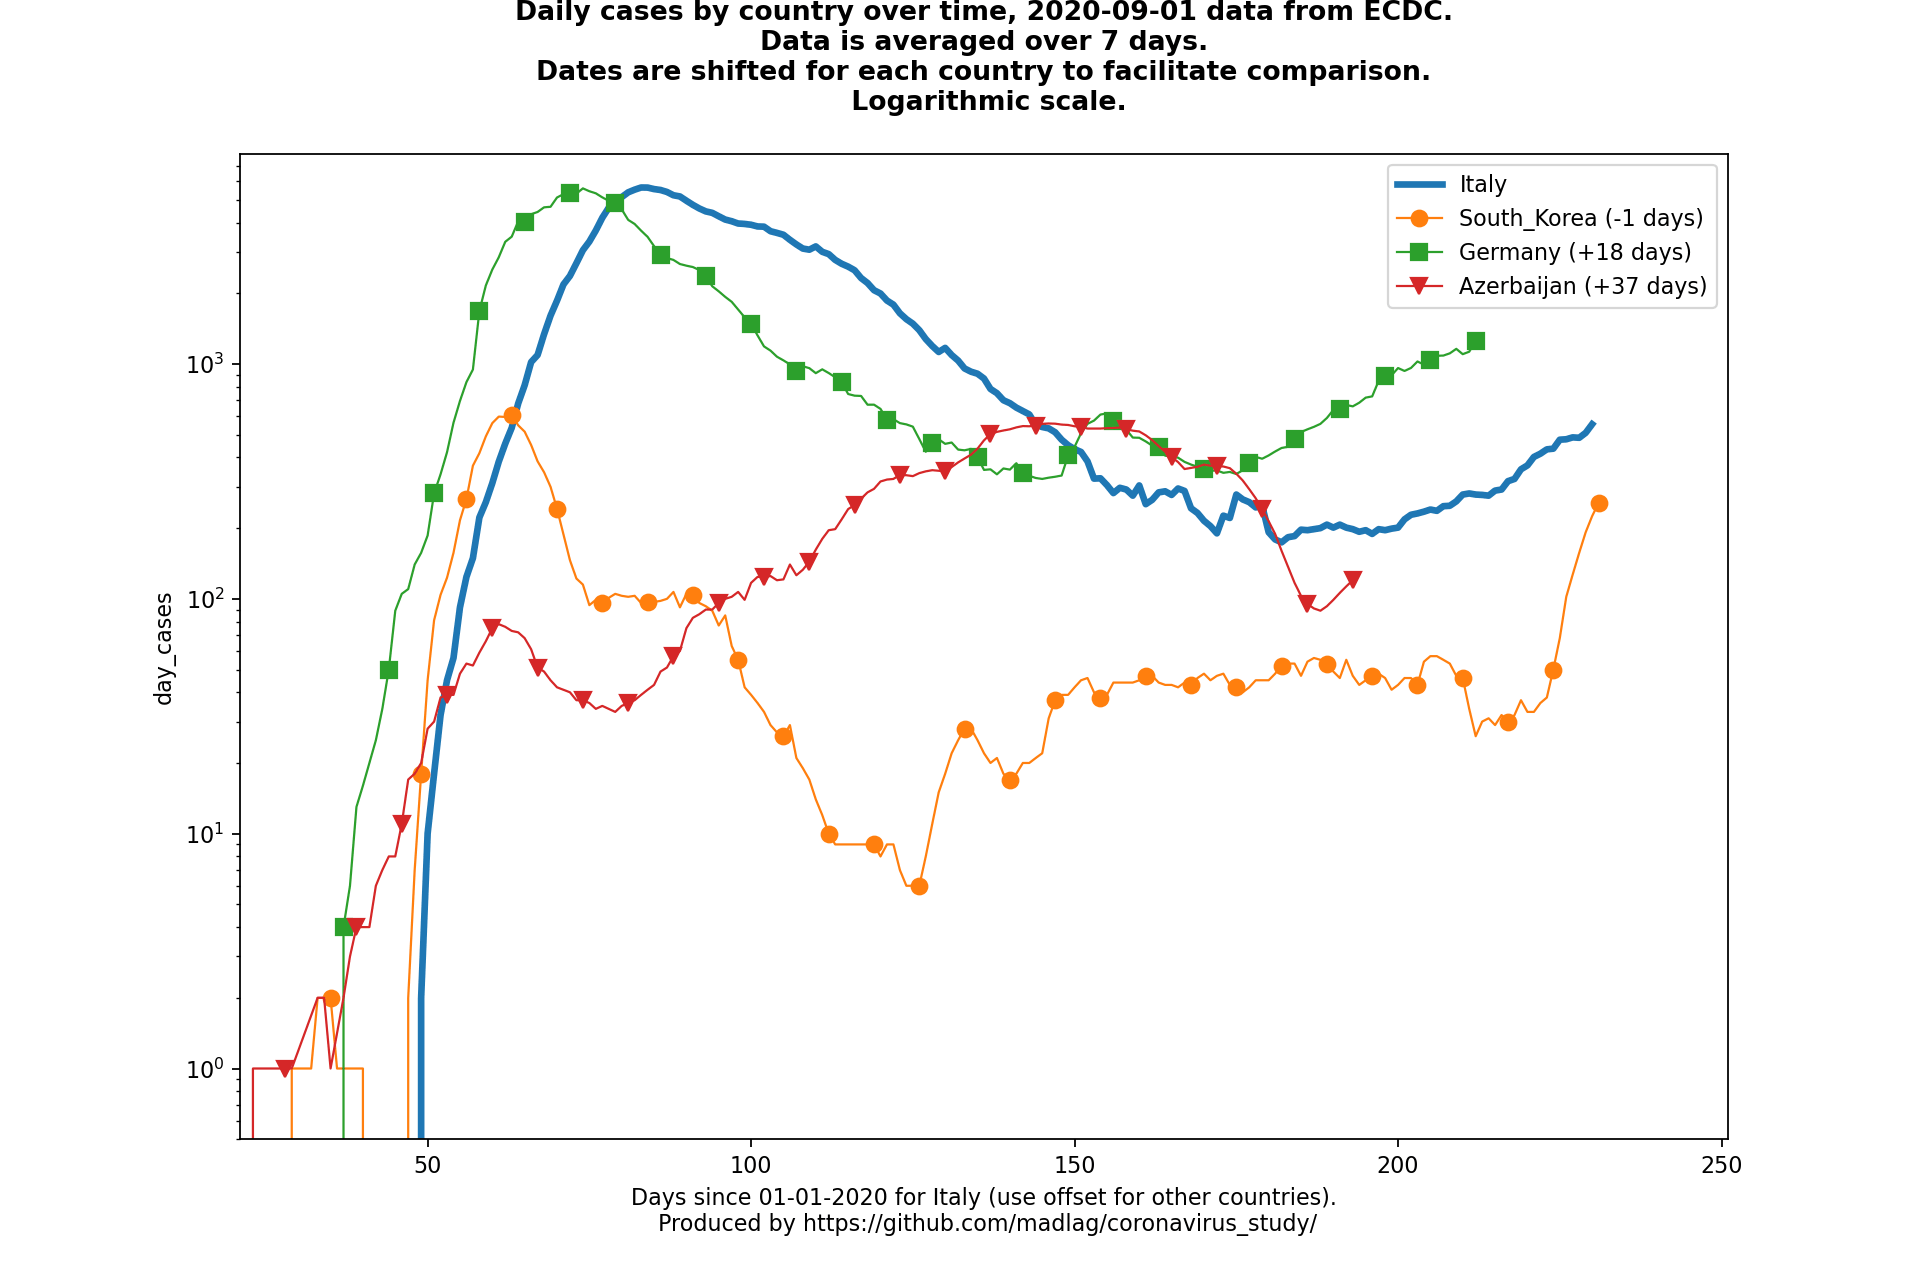 Daily cases by country over time, 2020-09-01 data from ECDC.
Data is averaged over 7 days.
Dates are shifted for each country to facilitate comparison.
Logarithmic scale.
Italy
South_Korea (-1 days)
Germany (+18 days)
Azerbaijan (+37 days)
day_cases
10³
10²
10¹
10⁰
50
100
150
200
250
Days since 01-01-2020 for Italy (use offset for other countries).
Produced by https://github.com/madlag/coronavirus_study/